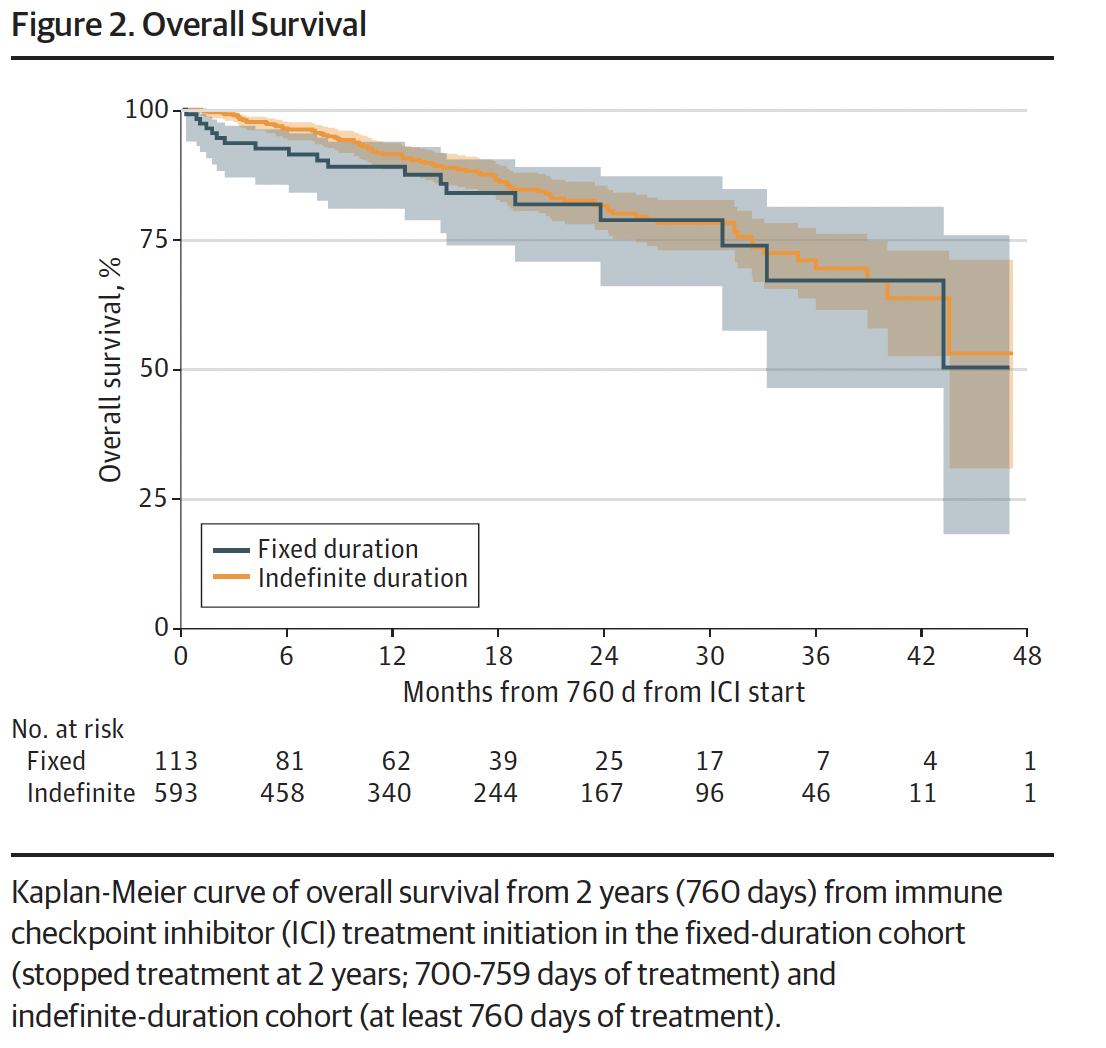 Figure 2. Overall Survival
100
75
50
25
0
Overall survival, %
Fixed duration
Indefinite duration
0 6 12 18 24 30 36 42 48
Months from 760 d from ICI start
No. at risk
Fixed 113 81 62 39 25 17 7 4 1
Indefinite 593 458 340 244 167 96 46 11 1
Kaplan-Meier curve of overall survival from 2 years (760 days) from immune
checkpoint inhibitor (ICI) treatment initiation in the fixed-duration cohort
(stopped treatment at 2 years; 700-759 days of treatment) and
indefinite-duration cohort (at least 760 days of treatment).